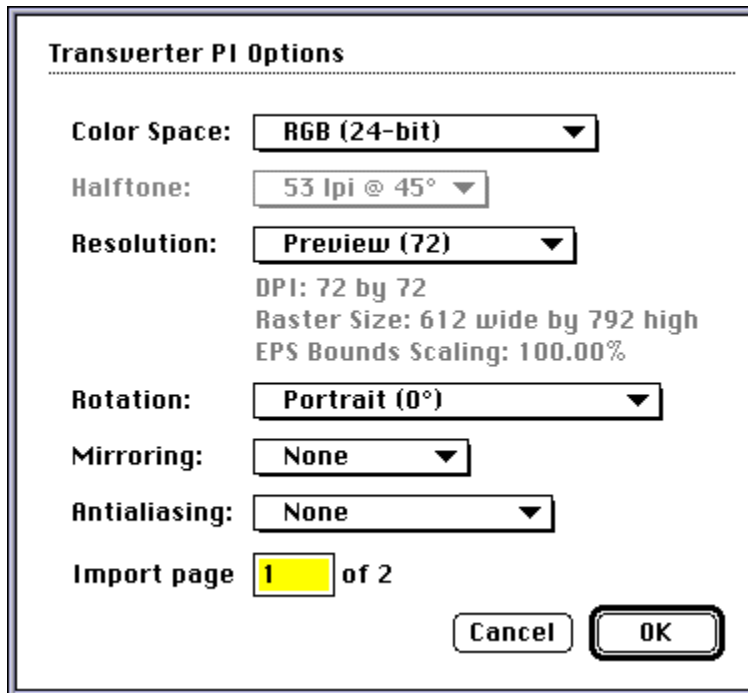 Transverter PI Options
Color Space: RGB (24-bit)
Halftone: 53 lpi @ 45°
Resolution: Preview (72)
DPI: 72 by 72
Raster Size: 612 wide by 792 high
EPS Bounds Scaling: 100.00%
Rotation: Portrait (0°)
Mirroring: None
Antialiasing: None
Import page 1 of 2
Cancel OK